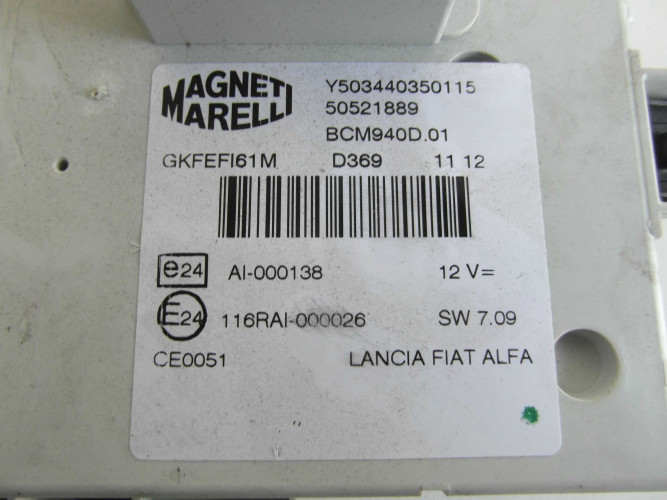 MAGNETI MARELLI
Y503440350115
50521889
BCM940D.01
GKFEFI61M D369 11 12
e24 AI-000138 12 V=
E24 116RAI-000026 SW 7.09
CE0051 LANCIA FIAT ALFA